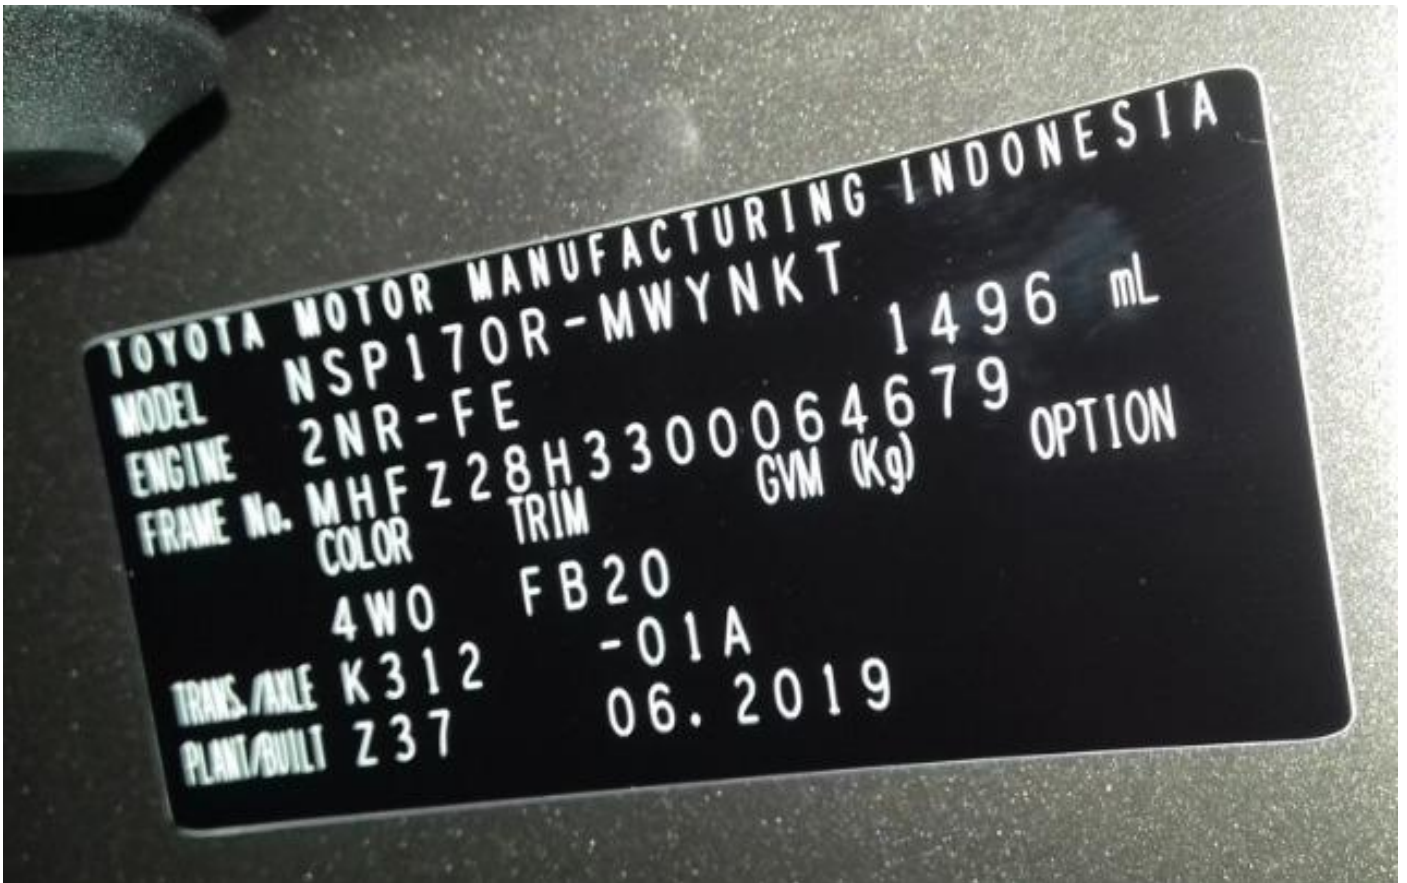 TOYOTA MOTOR MANUFACTURING INDONESIA
MODEL NSP170R-MWYNKT
ENGINE 2NR-FE 1496 mL
FRAME No. MHFZ28H3300064679
COLOR TRIM GVM (Kg) OPTION
4W0 FB20
TRANS./AXLE K312 -01A
PLANT/BUILT Z37 06.2019